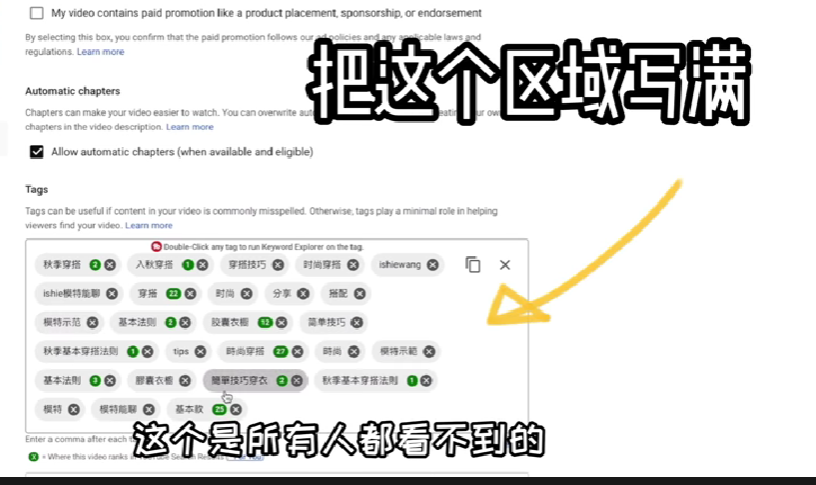 My video contains paid promotion like a product placement, sponsorship, or endorsement
By selecting this box, you confirm that the paid promotion follows our ad policies and any applicable laws and
regulations. Learn more
把这个区域写满
Automatic chapters
Chapters can make your video easier to watch. You can overwrite auto
chapters in the video description. Learn more
Allow automatic chapters (when available and eligible)
Tags
Tags can be useful if content in your video is commonly misspelled. Otherwise, tags play a minimal role in helping
viewers find your video. Learn more
Double-Click any tag to run Keyword Explorer on the tag.
秋季穿搭 2 入秋穿搭 1 穿搭技巧 时尚穿搭 ishiewang
ishie模特能聊 穿搭 22 时尚 分享 搭配
模特示范 基本法则 2 胶囊衣橱 52 简单技巧
秋季基本穿搭法则 1 tips 時尚穿搭 27 時尚 模特示範
基本法則 3 膠囊衣櫃 簡單技巧穿衣 2 秋季基本穿搭法則 1
模特 模特能聊 基本款 25
Enter a comma after each
这个是所有人都看不到的
= Where this video ranks in